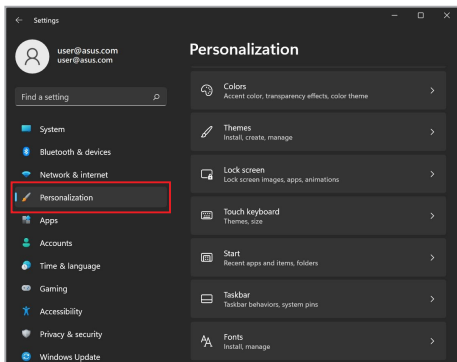 Settings
user@asus.com
user@asus.com
Find a setting
System
Bluetooth & devices
Network & internet
Personalization
Apps
Accounts
Time & language
Gaming
Accessibility
Privacy & security
Windows Update
Personalization
Colors
Accent color, transparency effects, color theme
Themes
Install, create, manage
Lock screen
Lock screen images, apps, animations
Touch keyboard
Themes, size
Start
Recent apps and items, folders
Taskbar
Taskbar behaviors, system pins
Fonts
Install, manage